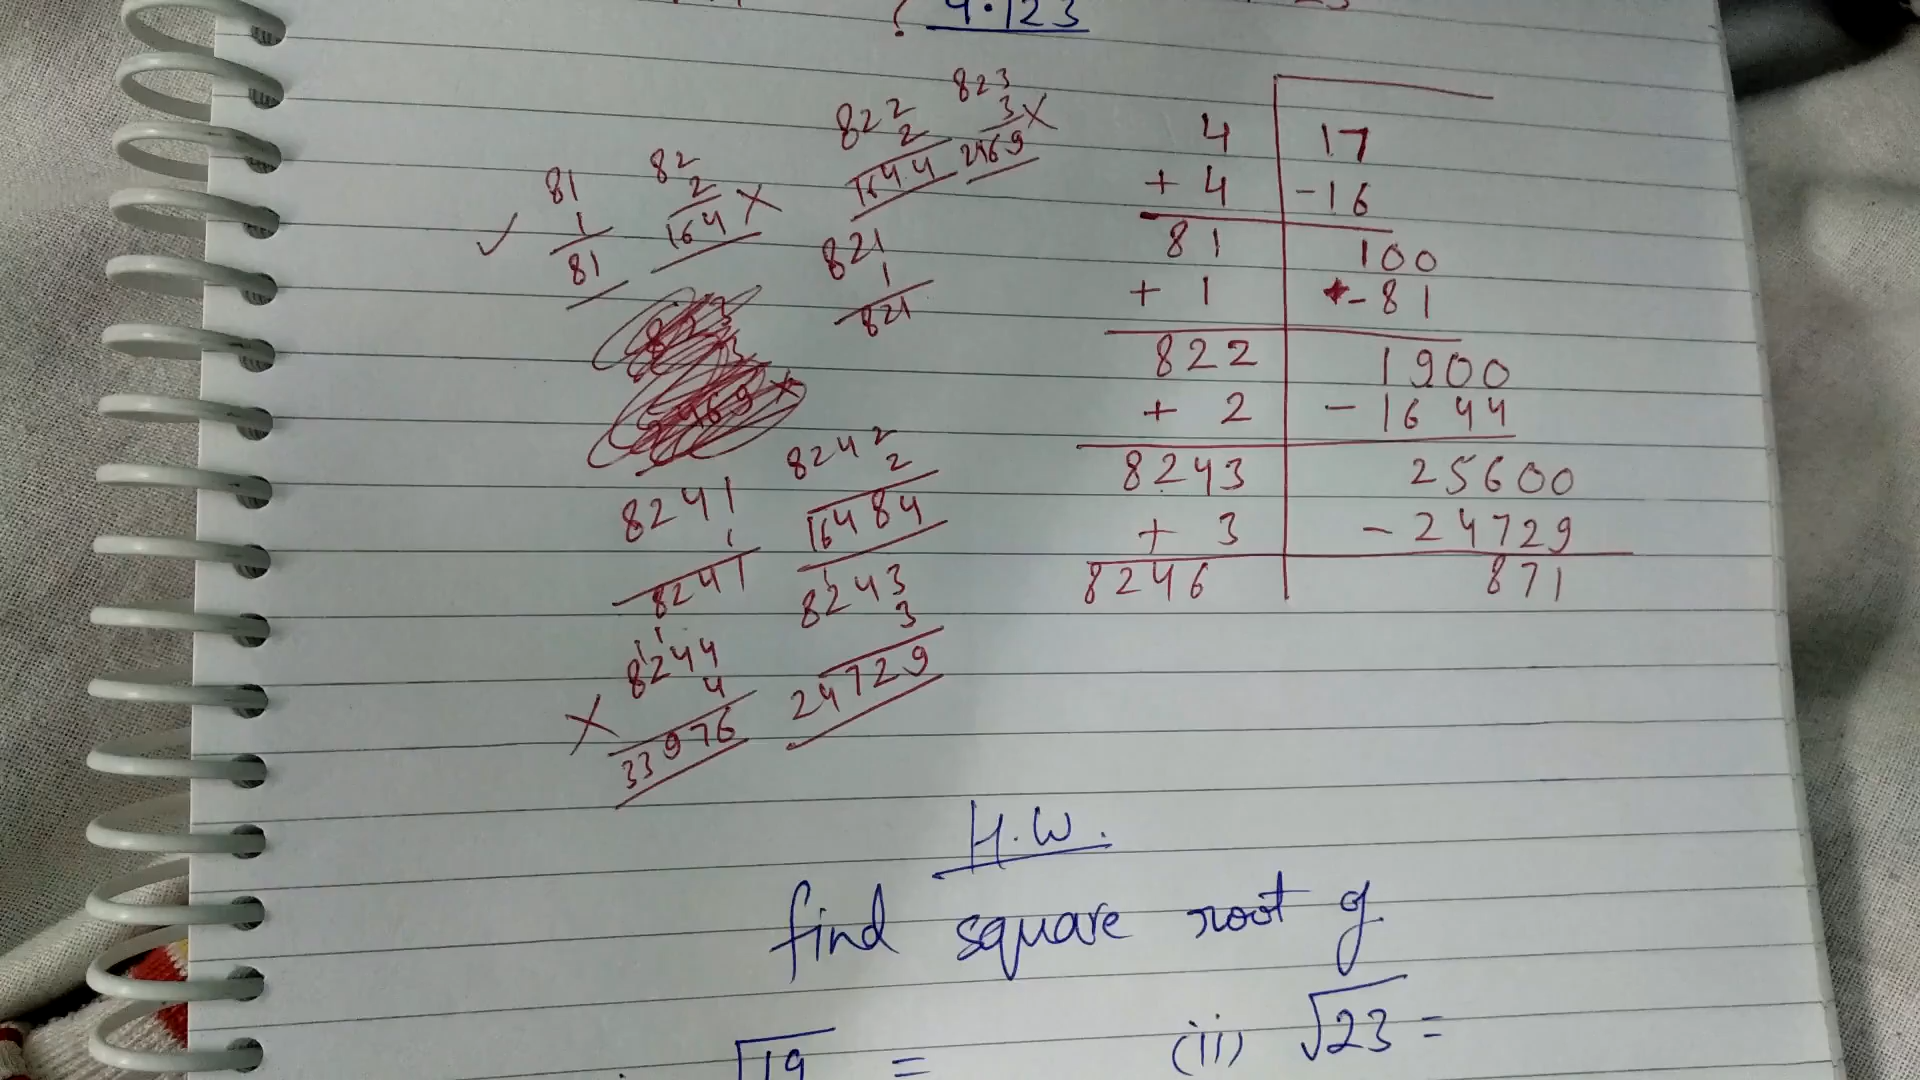 4.123
823
3 X
2469
822
2
1644
82
2
164 X
✓ 81
1
81
821
1
821
8242
2
16484
8241
1
8241
8243
3
24729
8244
4
X 33976
4 | 17
+ 4 | -16
81 | 100
+ 1 | - 81
822 | 1900
+ 2 | - 1644
8243 | 25600
+ 3 | - 24729
8246 | 871
H.W.
find square root of
√19 = (ii) √23 =